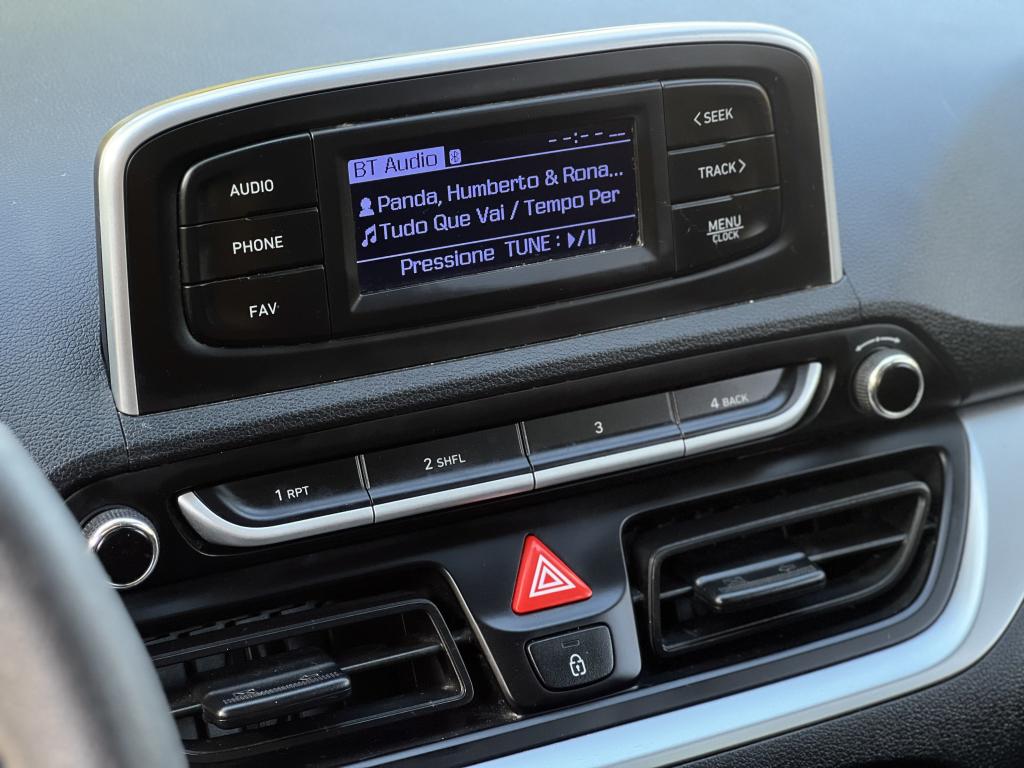 AUDIO
PHONE
FAV
BT Audio --:-- --
Panda, Humberto & Rona...
Tudo Que Vai / Tempo Per
Pressione TUNE : ▶/II
<SEEK
TRACK>
MENU
CLOCK
1 RPT
2 SHFL
3
4 BACK